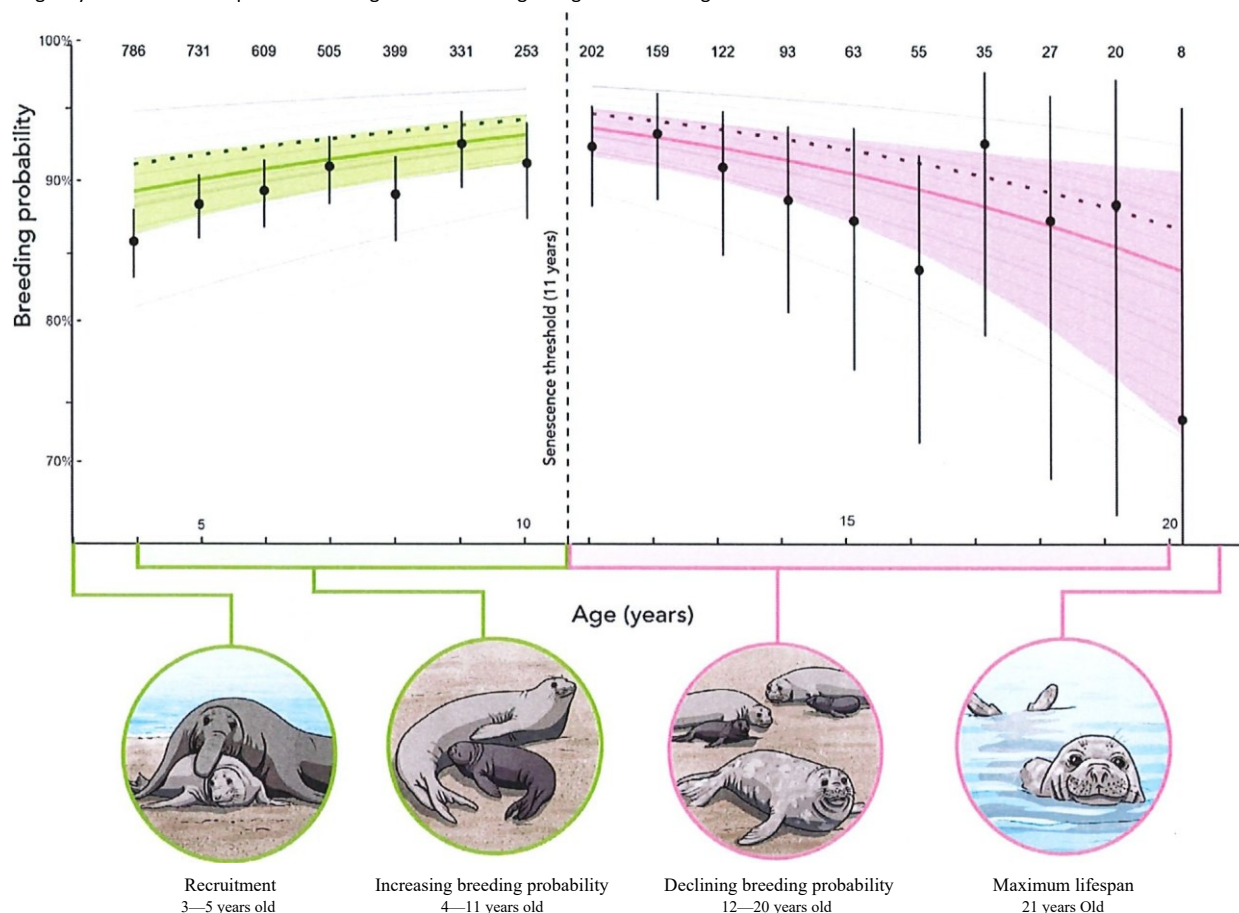 100%
786 731 609 505 399 331 253 202 159 122 93 63 55 35 27 20 8
Breeding probability
90%
80%
Senescence threshold (11 years)
70%
5 10 15 20
Age (years)
Recruitment Increasing breeding probability Declining breeding probability Maximum lifespan
3—5 years old 4—11 years old 12—20 years old 21 years Old